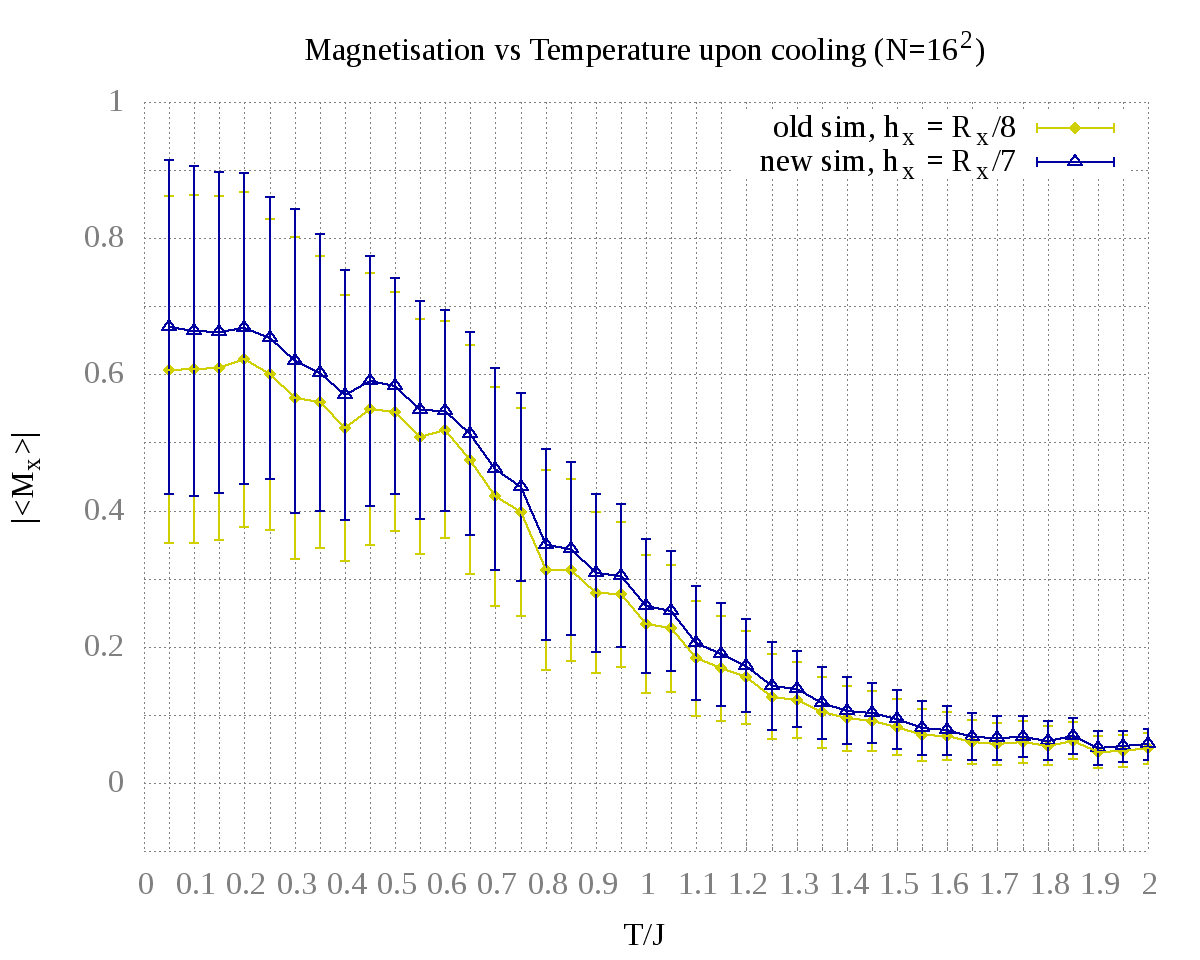 Magnetisation vs Temperature upon cooling (N=16²)
old sim, hₓ = Rₓ/8
new sim, hₓ = Rₓ/7
1
0.8
0.6
0.4
0.2
0
|<Mₓ>|
0 0.1 0.2 0.3 0.4 0.5 0.6 0.7 0.8 0.9 1 1.1 1.2 1.3 1.4 1.5 1.6 1.7 1.8 1.9 2
T/J